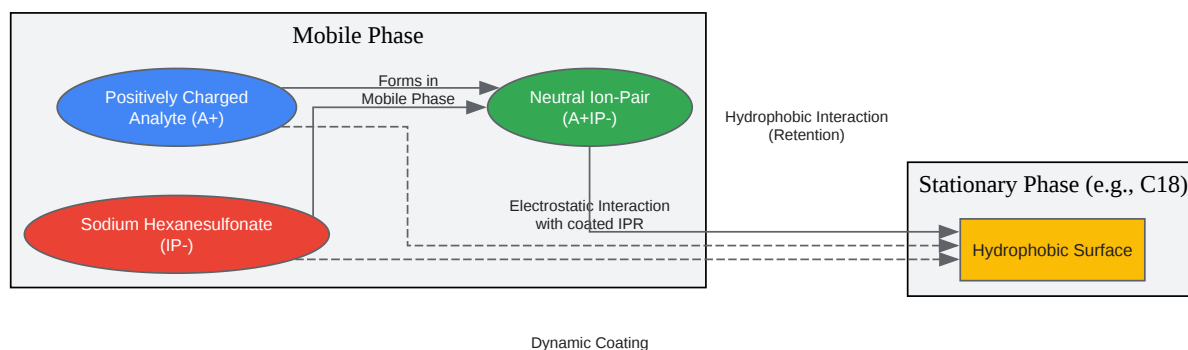 Mobile Phase
Positively Charged
Analyte (A+)
Forms in
Mobile Phase
Neutral Ion-Pair
(A+IP-)
Hydrophobic Interaction
(Retention)
Stationary Phase (e.g., C18)
Sodium Hexanesulfonate
(IP-)
Electrostatic Interaction
with coated IPR
Hydrophobic Surface
Dynamic Coating